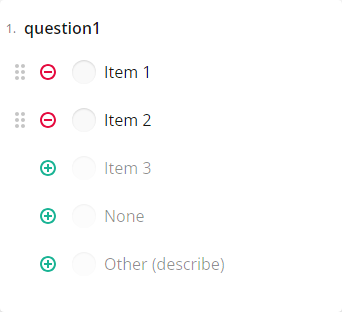 1. question1
Item 1
Item 2
Item 3
None
Other (describe)